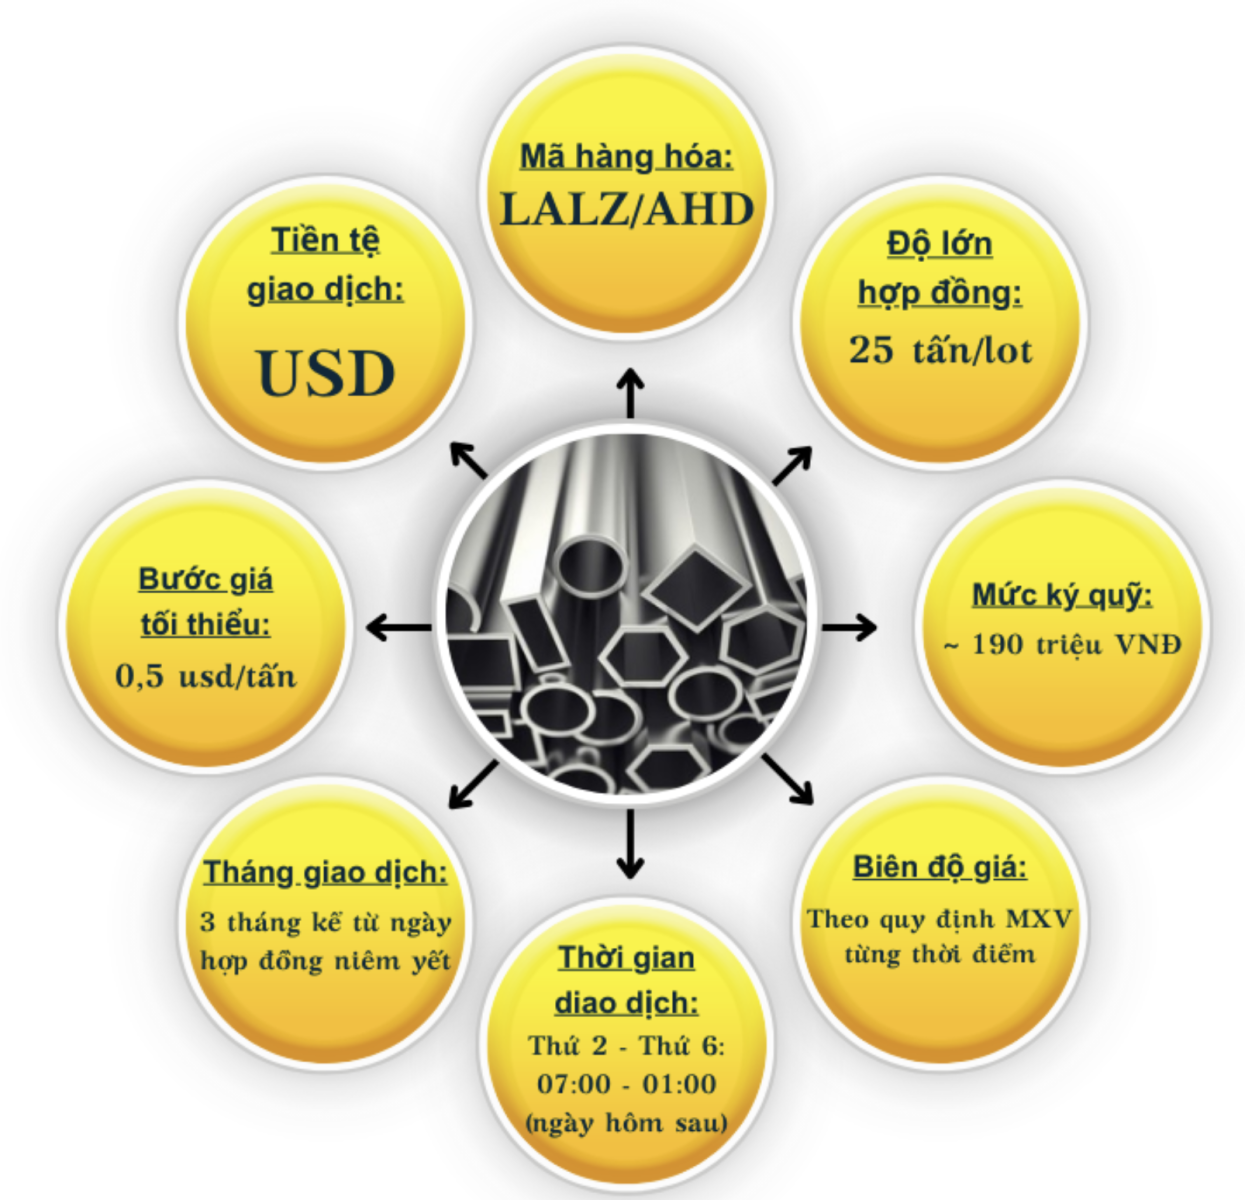 Mã hàng hóa:
LALZ/AHD
Tiền tệ
giao dịch:
USD
Độ lớn
hợp đồng:
25 tấn/lot
Bước giá
tối thiểu:
0,5 usd/tấn
Mức ký quỹ:
~ 190 triệu VNĐ
Tháng giao dịch:
3 tháng kể từ ngày
hợp đồng niêm yết
Biên độ giá:
Theo quy định MXV
từng thời điểm
Thời gian
diao dịch:
Thứ 2 - Thứ 6:
07:00 - 01:00
(ngày hôm sau)